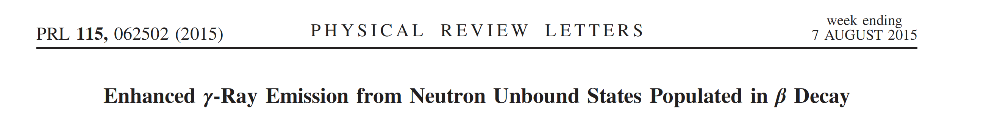 PRL 115, 062502 (2015)
PHYSICAL REVIEW LETTERS
week ending
7 AUGUST 2015
Enhanced γ-Ray Emission from Neutron Unbound States Populated in β Decay